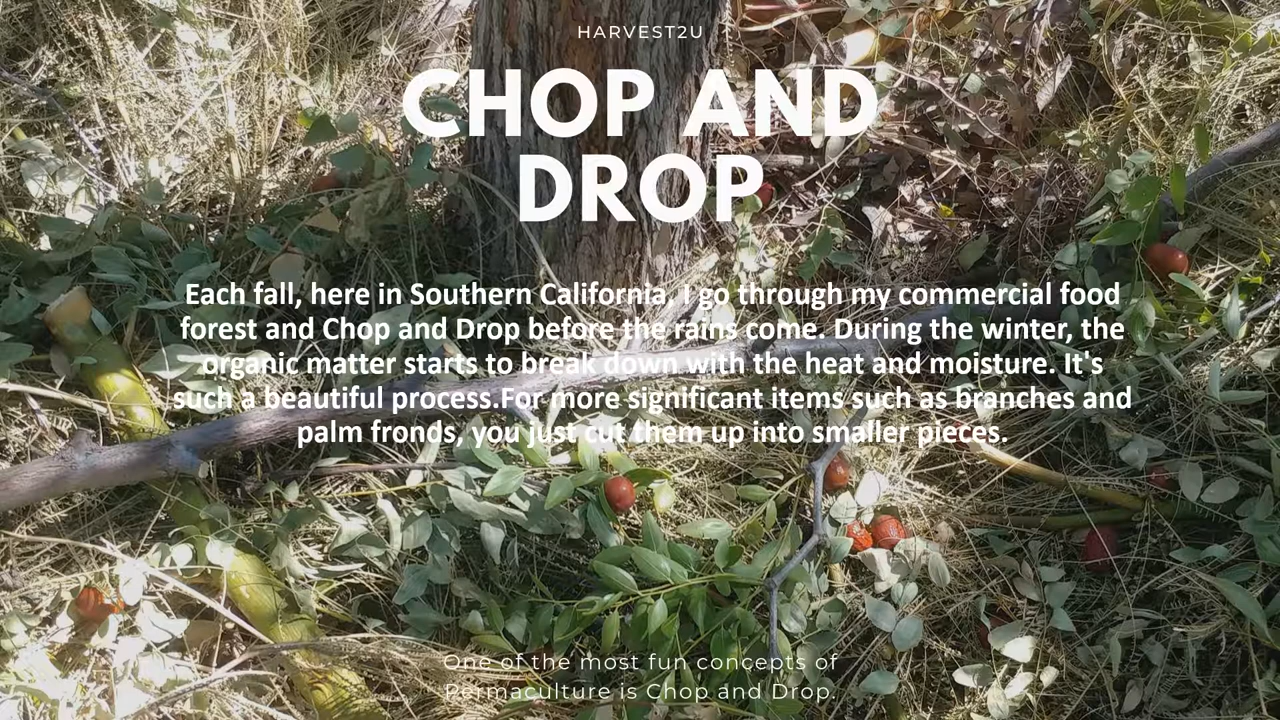 HARVEST2U
CHOP AND
DROP
Each fall, here in Southern California, I go through my commercial food
forest and Chop and Drop before the rains come. During the winter, the
organic matter starts to break down with the heat and moisture. It's
such a beautiful process.For more significant items such as branches and
palm fronds, you just cut them up into smaller pieces.
One of the most fun concepts of
Permaculture is Chop and Drop.